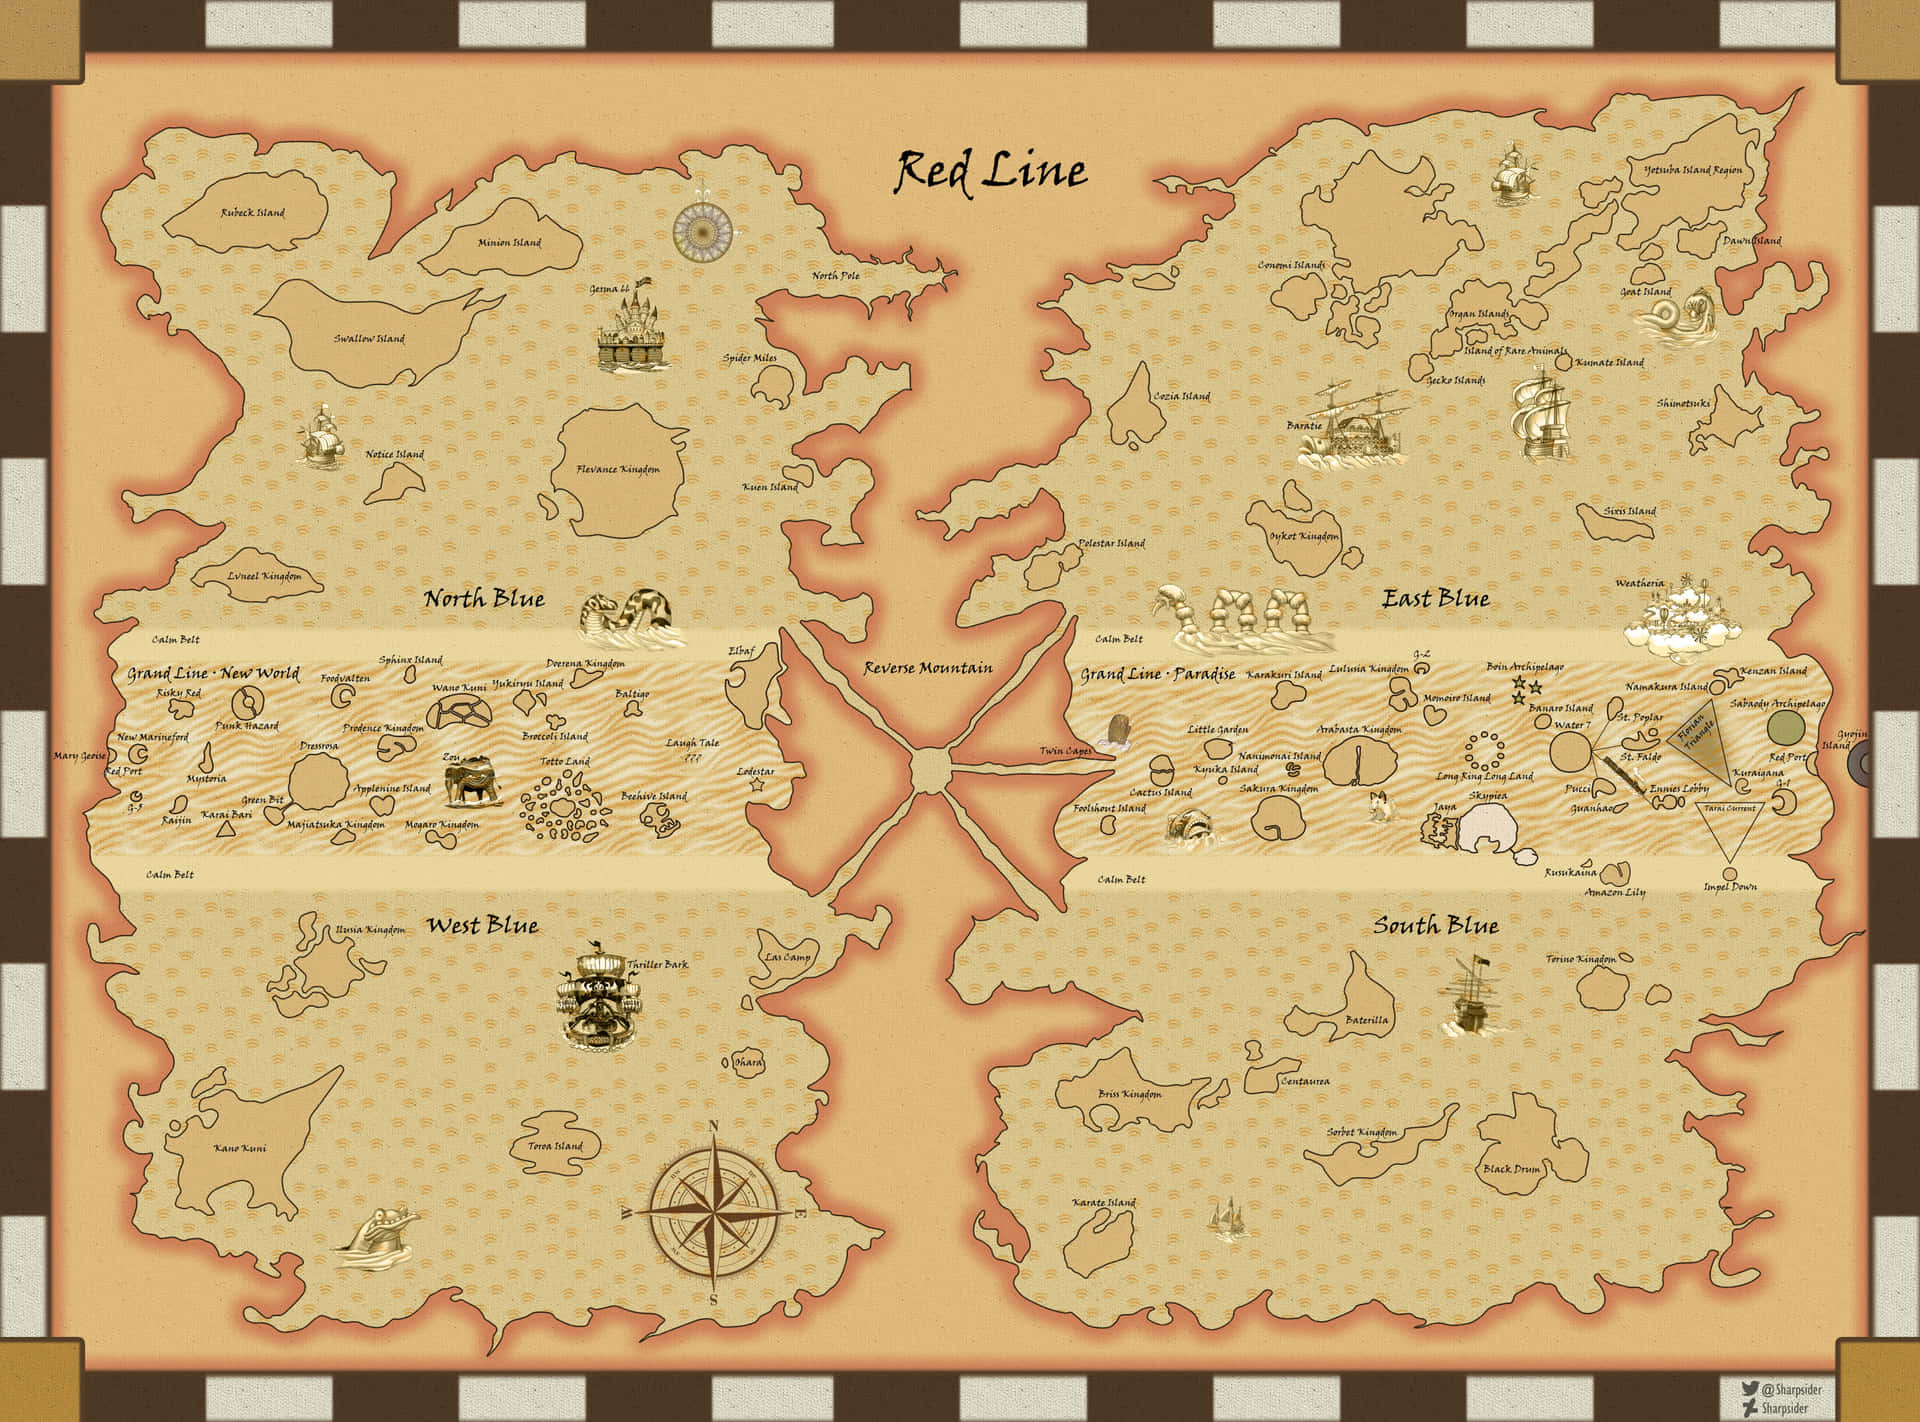 Red Line
Rubeck Island
Minion Island
North Pole
Germa 66
Swallow Island
Spider Miles
Notice Island
Flevance Kingdom
Kuen Island
Lvneel Kingdom
North Blue
Calm Belt
Yotsuba Island Region
Dawn Island
Conomi Islands
Goat Island
Organ Islands
Island of Rare Animals
Kumate Island
Gecko Islands
Cozia Island
Baratie
Shimotsuki
Sixis Island
Oykot Kingdom
Polestar Island
Weatheria
East Blue
Calm Belt
Reverse Mountain
Grand Line · New World
Sphinx Island
Doerena Kingdom
Elbaf
Risky Red
Foodvalten
Wano Kuni
Yukiryu Island
Baltigo
Punk Hazard
Prodence Kingdom
Broccoli Island
New Marineford
Dressrosa
Laugh Tale
???
Mary Geoise
Red Port
Mystoria
Zou
Totto Land
Lodestar
G-5
Raijin
Karai Bari
Green Bit
Applenine Island
Beehive Island
Majiatsuka Kingdom
Mogaro Kingdom
Calm Belt
Grand Line · Paradise
Karakuri Island
Lulusia Kingdom
G-2
Boin Archipelago
Kenzan Island
Namakura Island
Momoiro Island
Banaro Island
Sabaody Archipelago
Little Garden
Arabasta Kingdom
Water 7
St. Poplar
Florian
Triangle
Gyojin
Island
Twin Capes
Nanimonai Island
Kyuka Island
Long Ring Long Land
St. Faldo
Red Port
Cactus Island
Sakura Kingdom
Skypiea
Pucci
Ennies Lobby
Kuraigana
G-1
Foolshout Island
Jaya
Guanhao
Tarai Current
Calm Belt
Rusukaina
Amazon Lily
Impel Down
West Blue
Ilusia Kingdom
Thriller Bark
Las Camp
Ohara
Kano Kuni
Toroa Island
N
W
E
S
South Blue
Torino Kingdom
Baterilla
Briss Kingdom
Centaurea
Sorbet Kingdom
Black Drum
Karate Island
@Sharpsider
Sharpsider